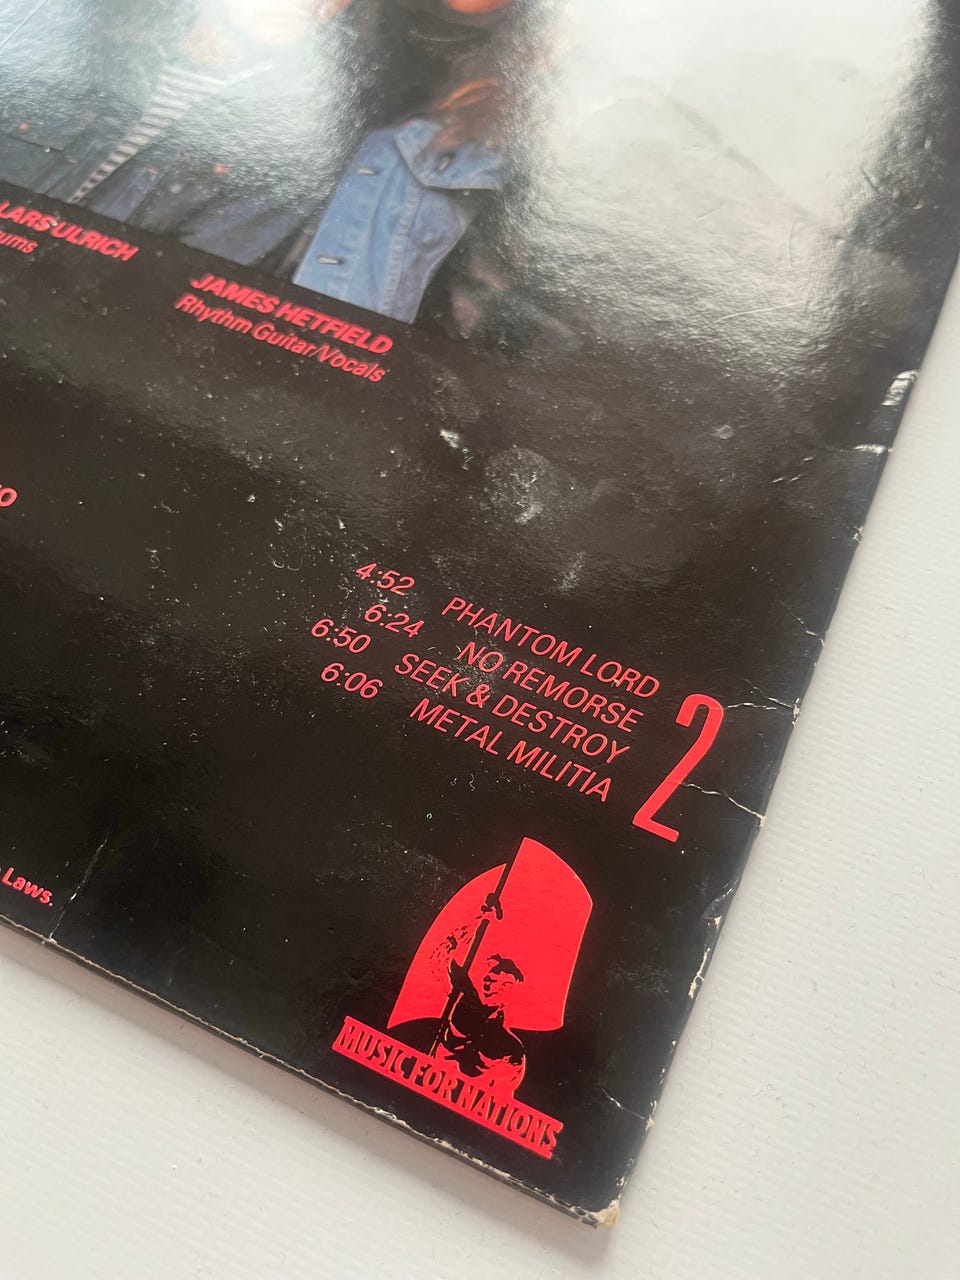 LARS ULRICH
JAMES HETFIELD
Rhythm Guitar/Vocals
4:52 PHANTOM LORD
6:24 NO REMORSE
6:50 SEEK & DESTROY
6:06 METAL MILITIA
2
Laws.
MUSIC FOR NATIONS